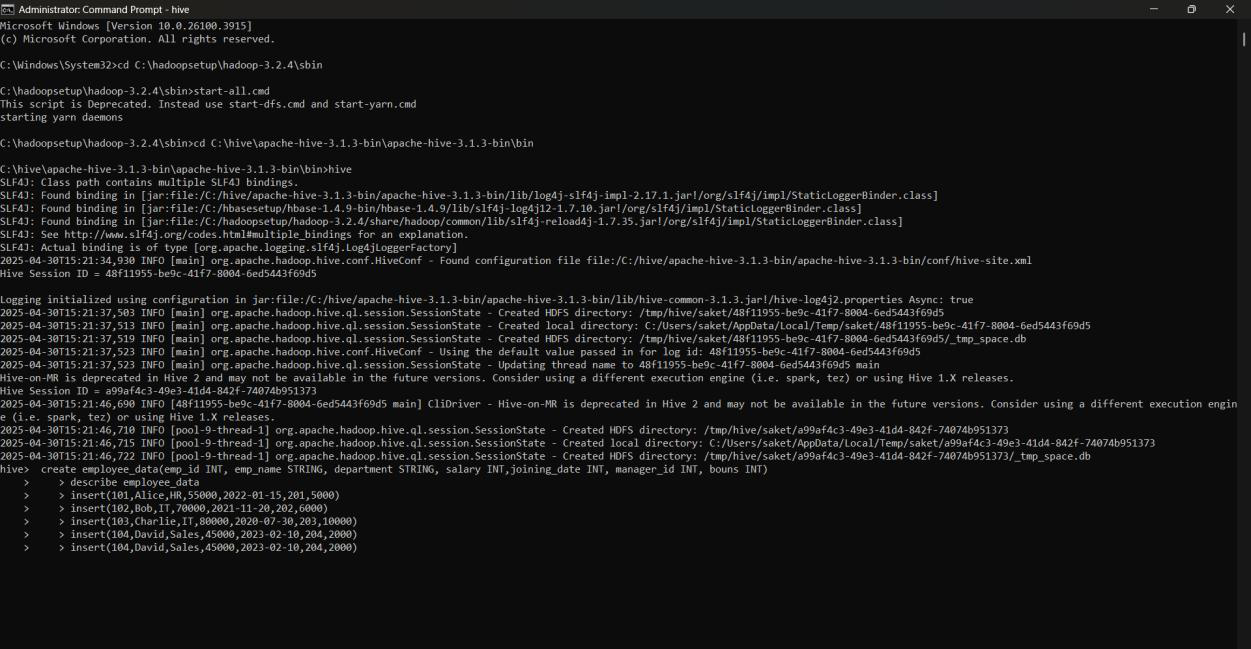 Administrator: Command Prompt - hive
Microsoft Windows [Version 10.0.26100.3915]
(c) Microsoft Corporation. All rights reserved.
C:\Windows\System32>cd C:\hadoopsetup\hadoop-3.2.4\sbin
C:\hadoopsetup\hadoop-3.2.4\sbin>start-all.cmd
This script is Deprecated. Instead use start-dfs.cmd and start-yarn.cmd
starting yarn daemons
C:\hadoopsetup\hadoop-3.2.4\sbin>cd C:\hive\apache-hive-3.1.3-bin\apache-hive-3.1.3-bin\bin
C:\hive\apache-hive-3.1.3-bin\apache-hive-3.1.3-bin\bin>hive
SLF4J: Class path contains multiple SLF4J bindings.
SLF4J: Found binding in [jar:file:/C:/hive/apache-hive-3.1.3-bin/apache-hive-3.1.3-bin/lib/log4j-slf4j-impl-2.17.1.jar!/org/slf4j/impl/StaticLoggerBinder.class]
SLF4J: Found binding in [jar:file:/C:/hbasesetup/hbase-1.4.9-bin/hbase-1.4.9/lib/slf4j-log4j12-1.7.10.jar!/org/slf4j/impl/StaticLoggerBinder.class]
SLF4J: Found binding in [jar:file:/C:/hadoopsetup/hadoop-3.2.4/share/hadoop/common/lib/slf4j-reload4j-1.7.35.jar!/org/slf4j/impl/StaticLoggerBinder.class]
SLF4J: See http://www.slf4j.org/codes.html#multiple_bindings for an explanation.
SLF4J: Actual binding is of type [org.apache.logging.slf4j.Log4jLoggerFactory]
2025-04-30T15:21:34,930 INFO [main] org.apache.hadoop.hive.conf.HiveConf - Found configuration file file:/C:/hive/apache-hive-3.1.3-bin/apache-hive-3.1.3-bin/conf/hive-site.xml
Hive Session ID = 48f11955-be9c-41f7-8004-6ed5443f69d5
Logging initialized using configuration in jar:file:/C:/hive/apache-hive-3.1.3-bin/apache-hive-3.1.3-bin/lib/hive-common-3.1.3.jar!/hive-log4j2.properties Async: true
2025-04-30T15:21:37,503 INFO [main] org.apache.hadoop.hive.ql.session.SessionState - Created HDFS directory: /tmp/hive/saket/48f11955-be9c-41f7-8004-6ed5443f69d5
2025-04-30T15:21:37,513 INFO [main] org.apache.hadoop.hive.ql.session.SessionState - Created local directory: C:/Users/saket/AppData/Local/Temp/saket/48f11955-be9c-41f7-8004-6ed5443f69d5
2025-04-30T15:21:37,519 INFO [main] org.apache.hadoop.hive.ql.session.SessionState - Created HDFS directory: /tmp/hive/saket/48f11955-be9c-41f7-8004-6ed5443f69d5/_tmp_space.db
2025-04-30T15:21:37,523 INFO [main] org.apache.hadoop.hive.conf.HiveConf - Using the default value passed in for log id: 48f11955-be9c-41f7-8004-6ed5443f69d5
2025-04-30T15:21:37,523 INFO [main] org.apache.hadoop.hive.ql.session.SessionState - Updating thread name to 48f11955-be9c-41f7-8004-6ed5443f69d5 main
Hive-on-MR is deprecated in Hive 2 and may not be available in the future versions. Consider using a different execution engine (i.e. spark, tez) or using Hive 1.X releases.
Hive Session ID = a99af4c3-49e3-41d4-842f-74074b951373
2025-04-30T15:21:46,690 INFO [48f11955-be9c-41f7-8004-6ed5443f69d5 main] CliDriver - Hive-on-MR is deprecated in Hive 2 and may not be available in the future versions. Consider using a different execution engin
e (i.e. spark, tez) or using Hive 1.X releases.
2025-04-30T15:21:46,710 INFO [pool-9-thread-1] org.apache.hadoop.hive.ql.session.SessionState - Created HDFS directory: /tmp/hive/saket/a99af4c3-49e3-41d4-842f-74074b951373
2025-04-30T15:21:46,715 INFO [pool-9-thread-1] org.apache.hadoop.hive.ql.session.SessionState - Created local directory: C:/Users/saket/AppData/Local/Temp/saket/a99af4c3-49e3-41d4-842f-74074b951373
2025-04-30T15:21:46,722 INFO [pool-9-thread-1] org.apache.hadoop.hive.ql.session.SessionState - Created HDFS directory: /tmp/hive/saket/a99af4c3-49e3-41d4-842f-74074b951373/_tmp_space.db
hive>  create employee_data(emp_id INT, emp_name STRING, department STRING, salary INT,joining_date INT, manager_id INT, bouns INT)
    >     > describe employee_data
    >     > insert(101,Alice,HR,55000,2022-01-15,201,5000)
    >     > insert(102,Bob,IT,70000,2021-11-20,202,6000)
    >     > insert(103,Charlie,IT,80000,2020-07-30,203,10000)
    >     > insert(104,David,Sales,45000,2023-02-10,204,2000)
    >     > insert(104,David,Sales,45000,2023-02-10,204,2000)